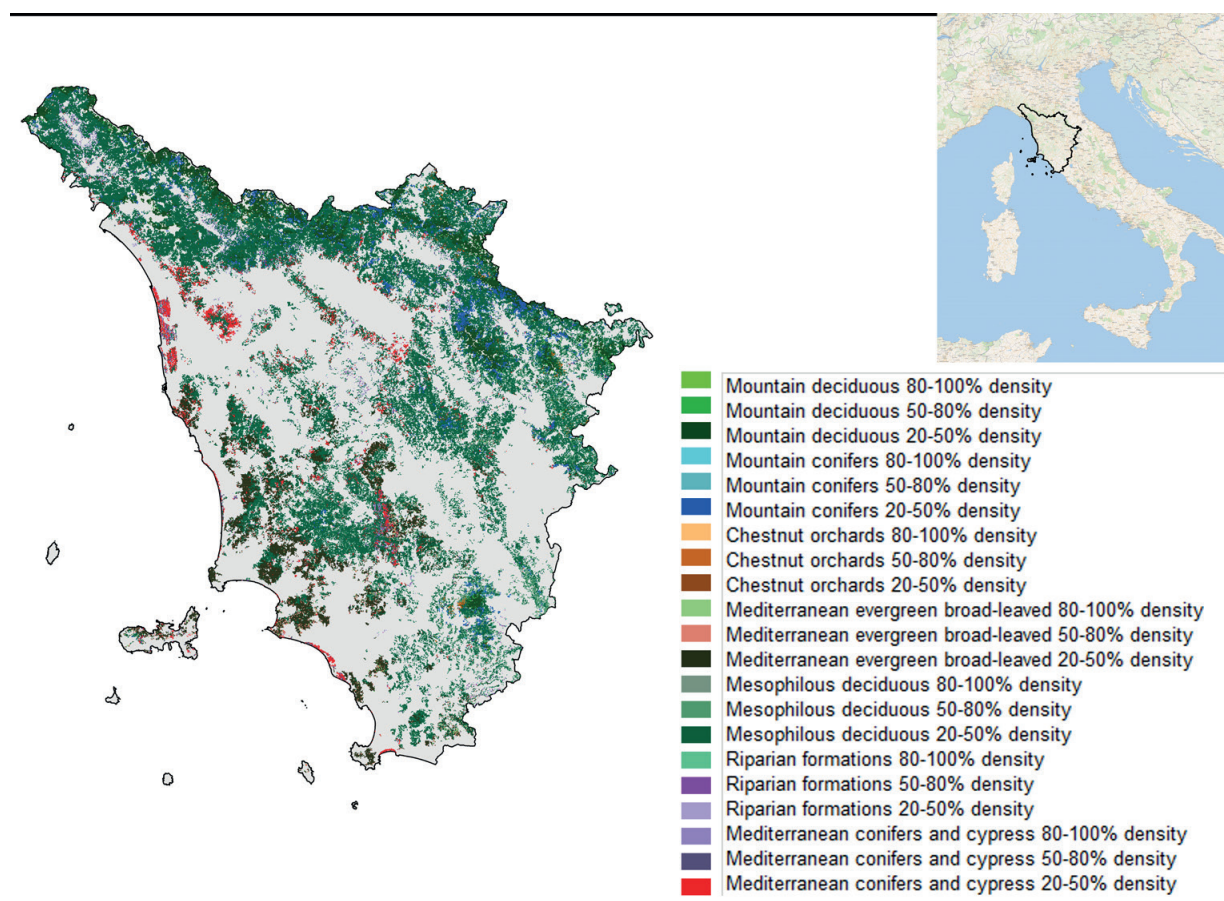 Mountain deciduous 80-100% density
Mountain deciduous 50-80% density
Mountain deciduous 20-50% density
Mountain conifers 80-100% density
Mountain conifers 50-80% density
Mountain conifers 20-50% density
Chestnut orchards 80-100% density
Chestnut orchards 50-80% density
Chestnut orchards 20-50% density
Mediterranean evergreen broad-leaved 80-100% density
Mediterranean evergreen broad-leaved 50-80% density
Mediterranean evergreen broad-leaved 20-50% density
Mesophilous deciduous 80-100% density
Mesophilous deciduous 50-80% density
Mesophilous deciduous 20-50% density
Riparian formations 80-100% density
Riparian formations 50-80% density
Riparian formations 20-50% density
Mediterranean conifers and cypress 80-100% density
Mediterranean conifers and cypress 50-80% density
Mediterranean conifers and cypress 20-50% density